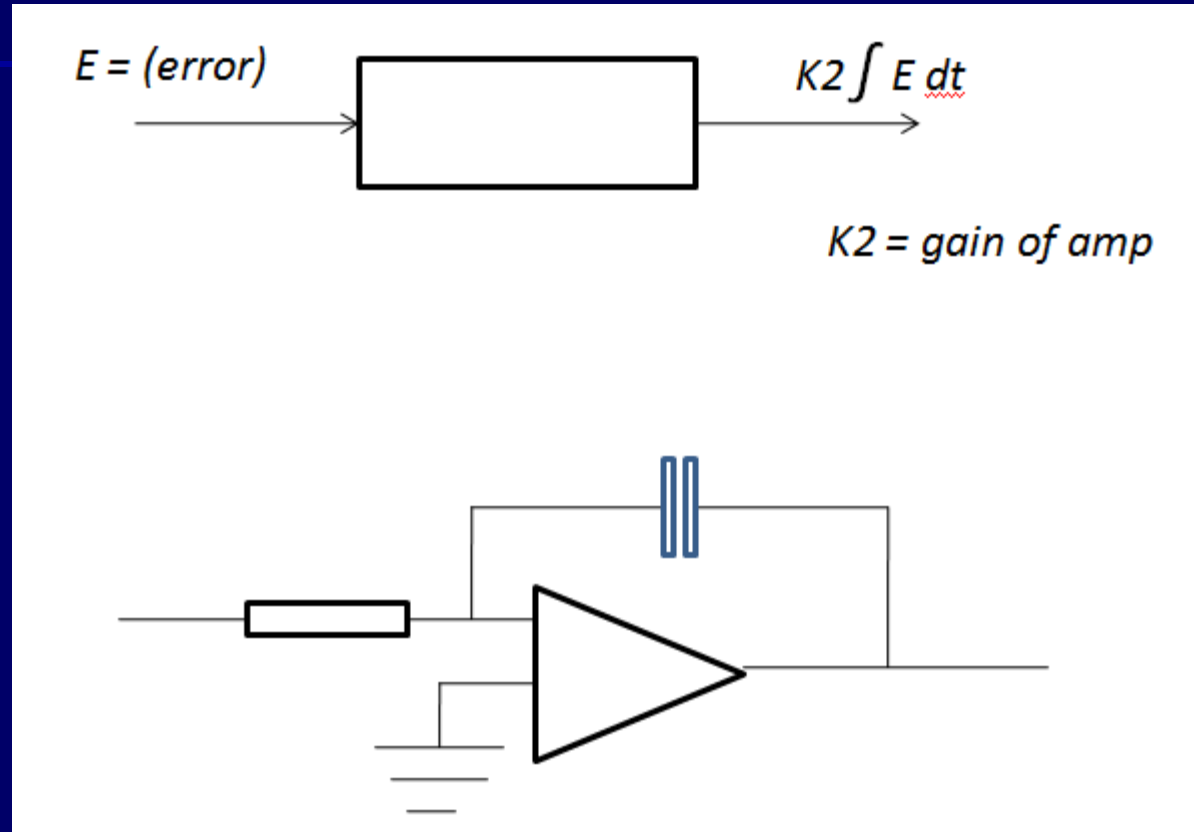 E = (error)
K2 ∫ E dt
K2 = gain of amp